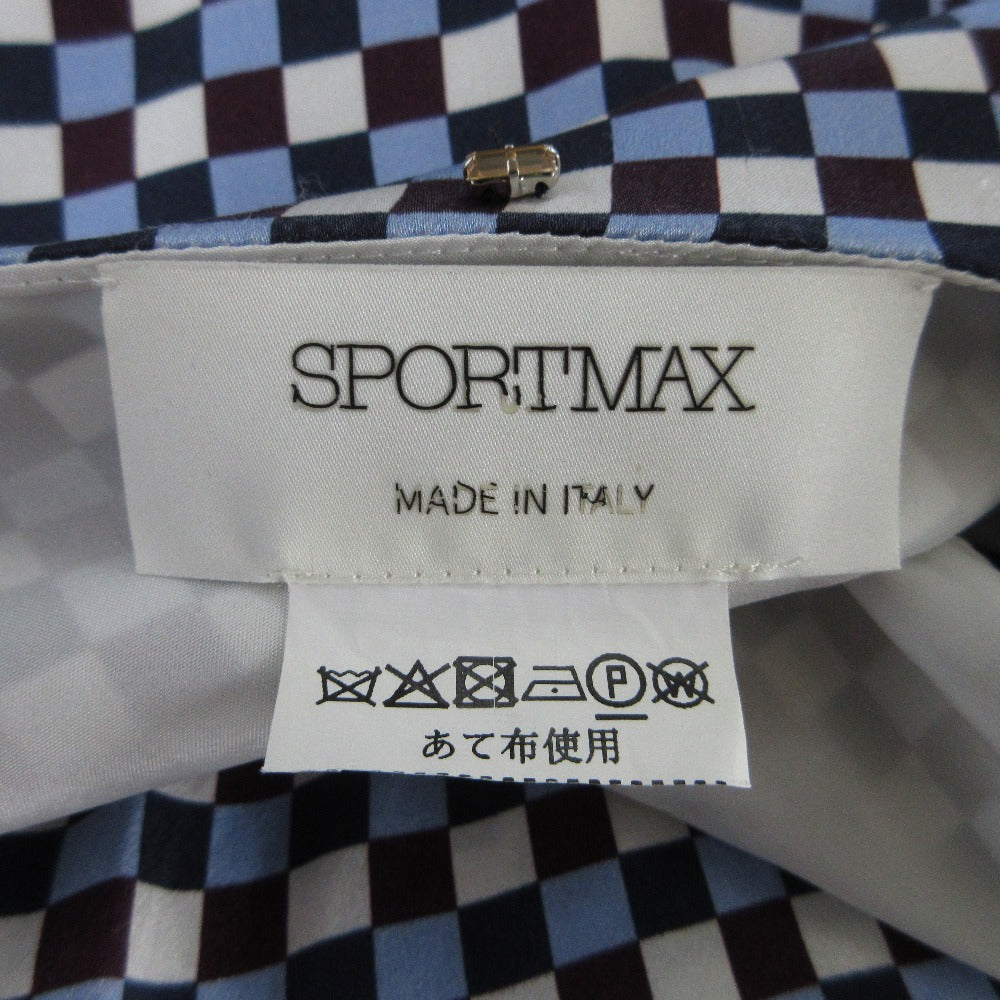 SPORTMAX
MADE IN ITALY
P W
あて布使用